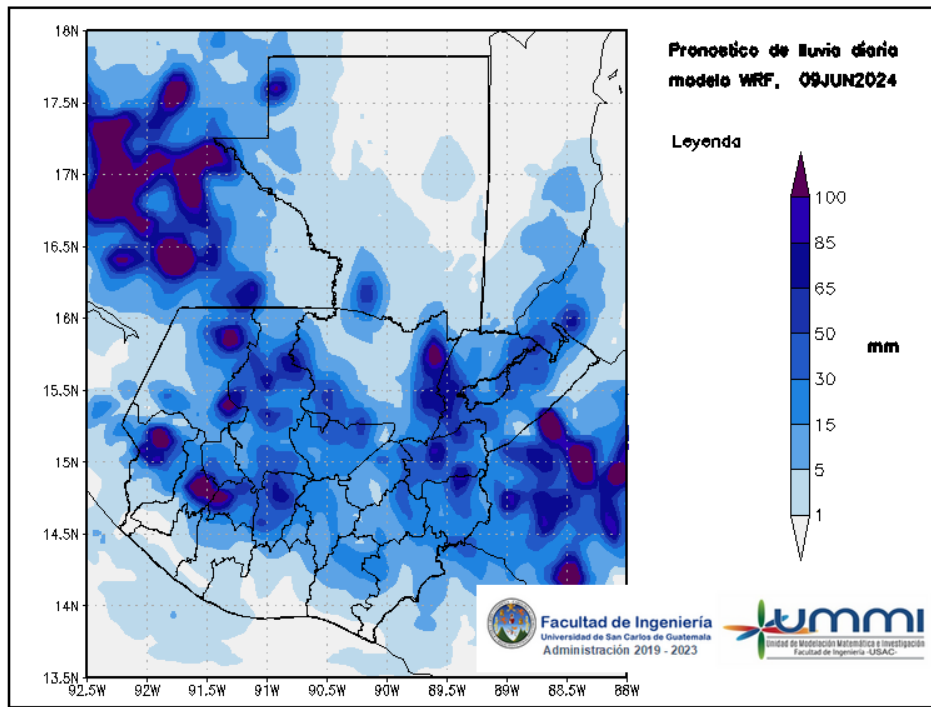 Pronostico de lluvia diaria
modelo WRF, 09JUN2024
Leyenda
100
85
65
50
30
15
5
1
mm
18N
17.5N
17N
16.5N
16N
15.5N
15N
14.5N
14N
13.5N
92.5W
92W
91.5W
91W
90.5W
90W
89.5W
89W
88.5W
88W
Facultad de Ingeniería
Universidad de San Carlos de Guatemala
Administración 2019 - 2023
ummi
Unidad de Modelación Matemática e Investigación
Facultad de Ingeniería -USAC-